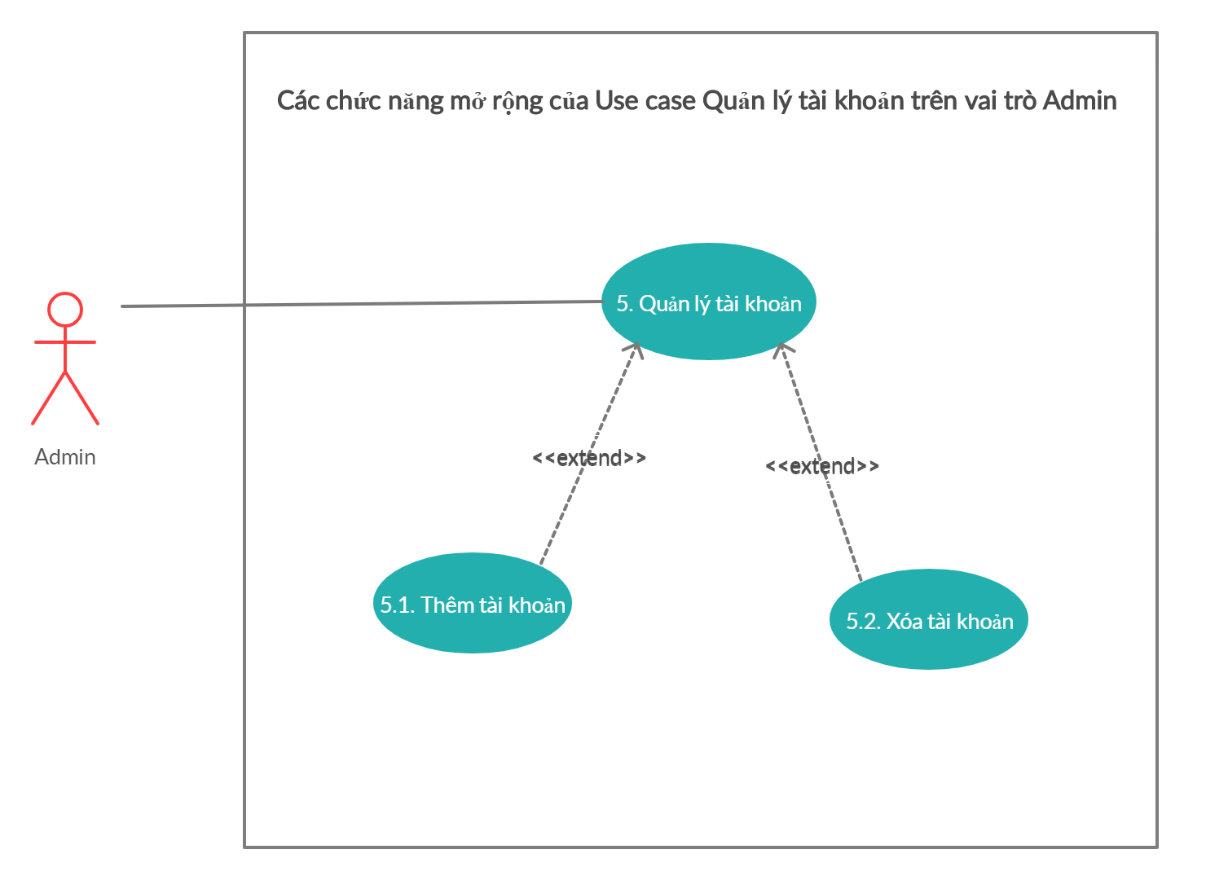 Các chức năng mở rộng của Use case Quản lý tài khoản trên vai trò Admin
5. Quản lý tài khoản
Admin
<<extend>>
<<extend>>
5.1. Thêm tài khoản
5.2. Xóa tài khoản